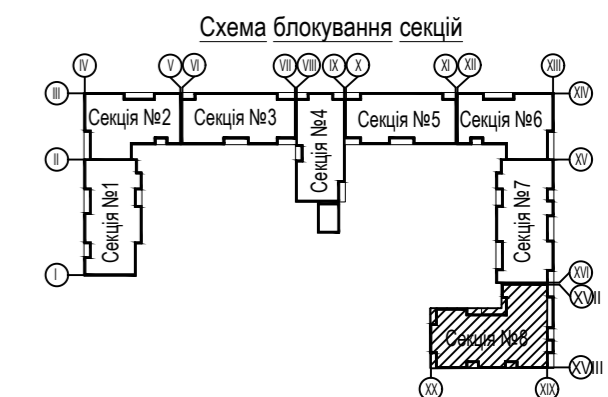 Схема блокування секцій
IV V VI VII VIII IX X XI XII XIII
III XIV
Секція №2 Секція №3 Секція №4 Секція №5 Секція №6
II XV
Секція №1 Секція №7
I XVI
XVII
Секція №8
XVIII
XX XIX